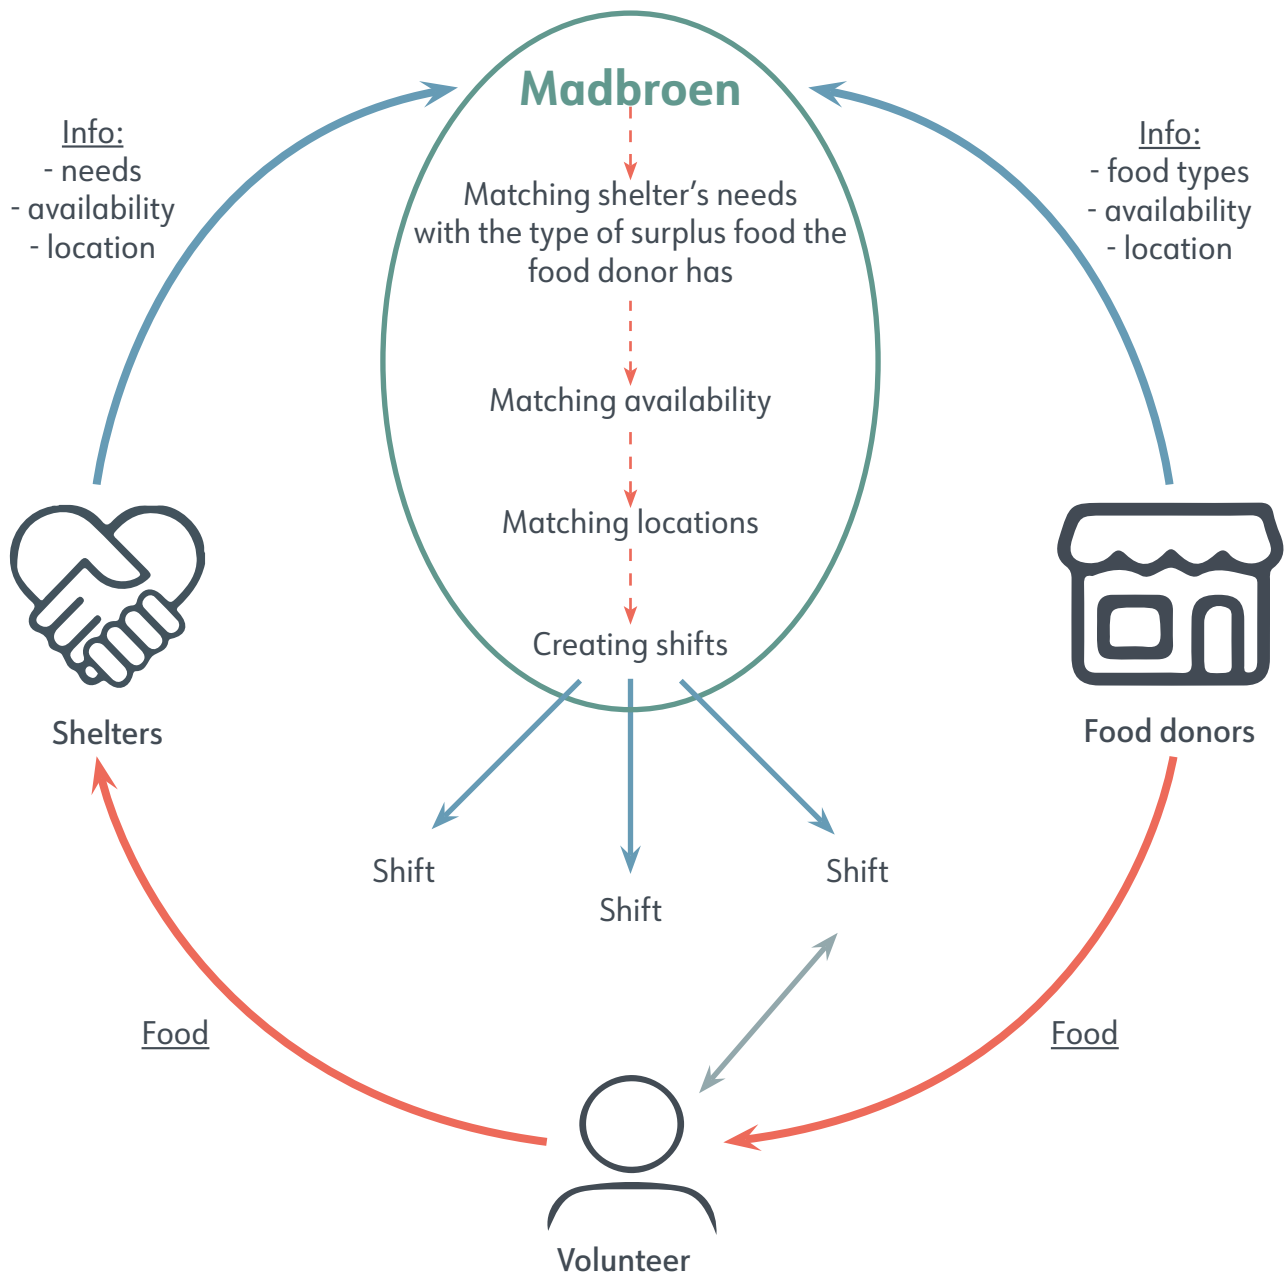 Madbroen
Info:
- needs
- availability
- location
Matching shelter’s needs
with the type of surplus food the
food donor has
Info:
- food types
- availability
- location
Matching availability
Matching locations
Creating shifts
Shelters
Food donors
Shift
Shift
Shift
Food
Food
Volunteer